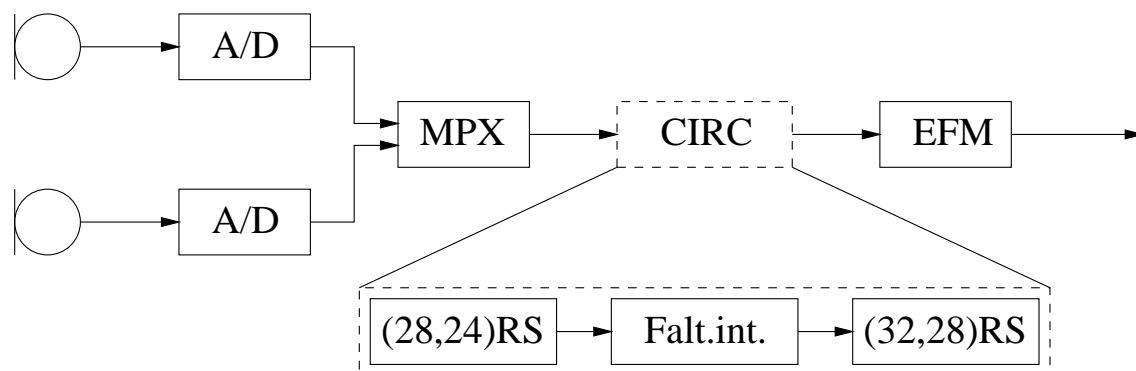 A/D
MPX
CIRC
EFM
A/D
(28,24)RS
Falt.int.
(32,28)RS